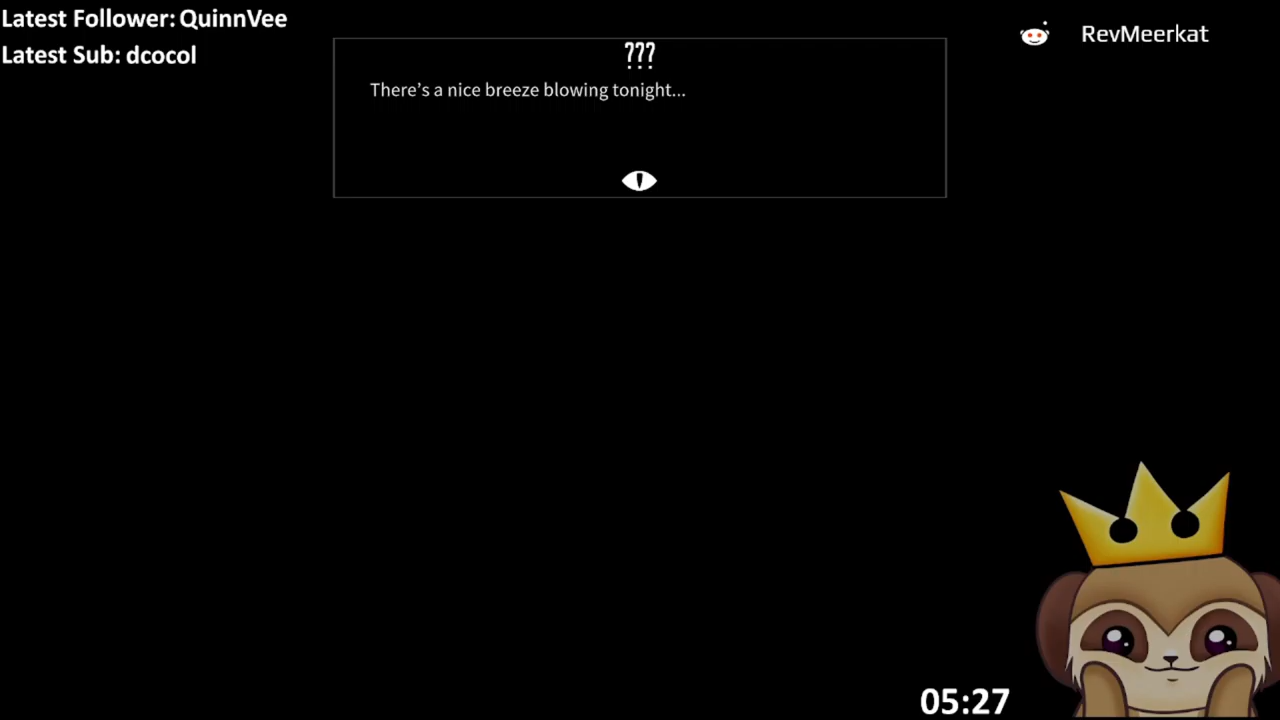 Latest Follower: QuinnVee
Latest Sub: dcocol
RevMeerkat
???
There’s a nice breeze blowing tonight...
05:27